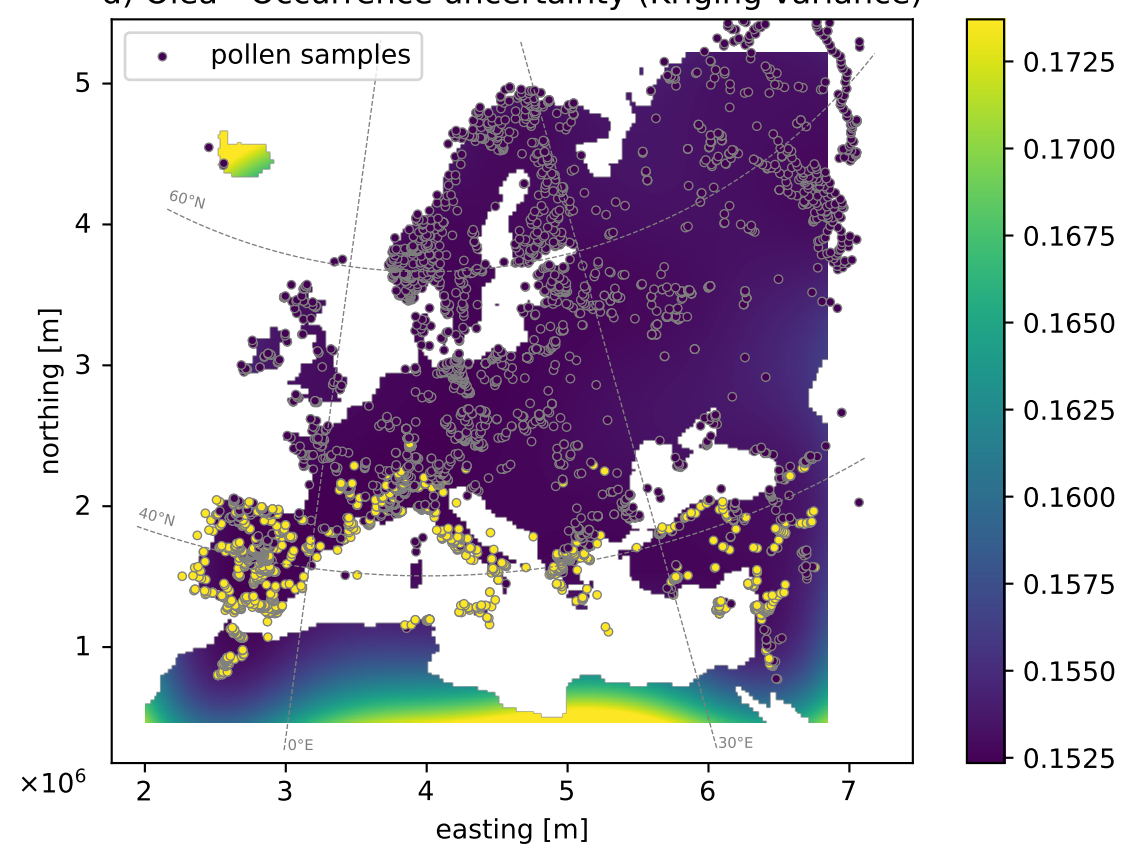 d) Olea - Occurrence uncertainty (Kriging variance)
pollen samples
60°N
40°N
0°E
30°E
5
4
3
2
1
northing [m]
×10⁶
2 3 4 5 6 7
easting [m]
0.1725
0.1700
0.1675
0.1650
0.1625
0.1600
0.1575
0.1550
0.1525